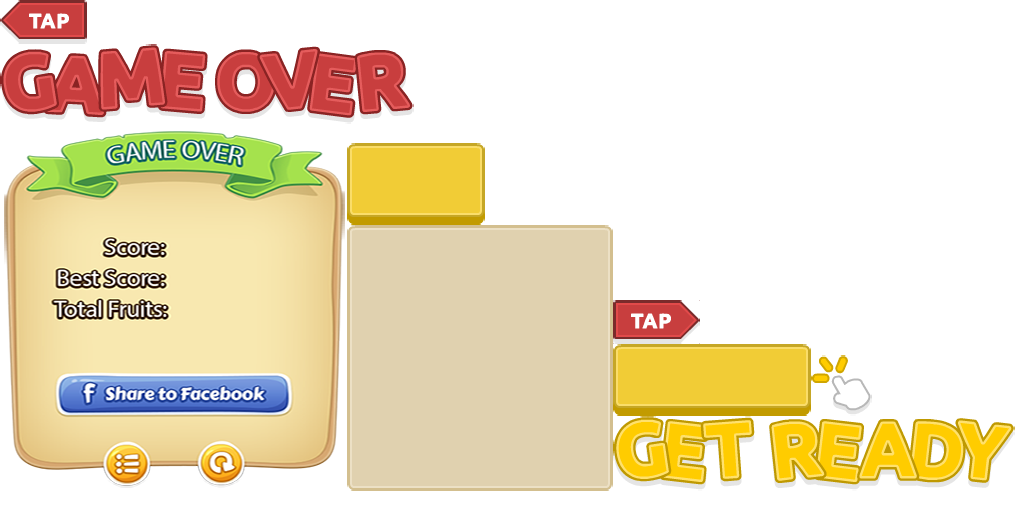 TAP
GAME OVER
GAME OVER
Score:
Best Score:
Total Fruits:
f Share to Facebook
TAP
GET READY